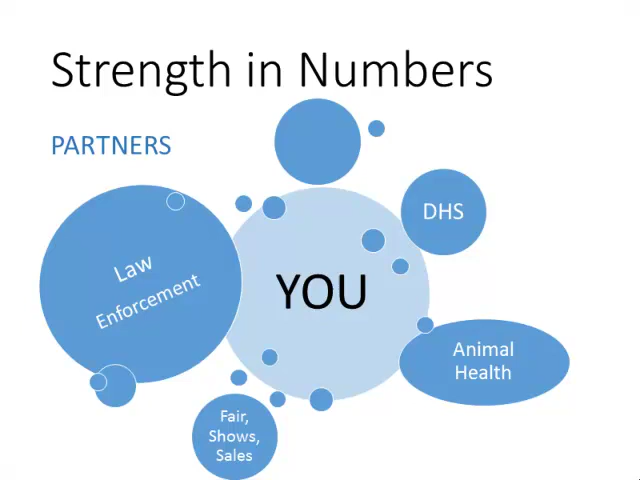 Strength in Numbers
PARTNERS
DHS
Law
Enforcement
YOU
Animal
Health
Fair,
Shows,
Sales